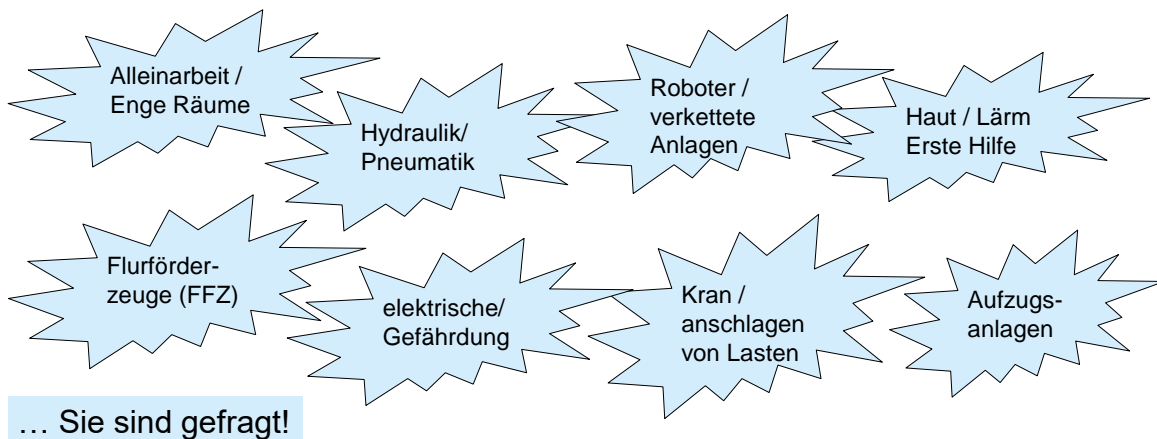 Alleinarbeit /
Enge Räume
Hydraulik/
Pneumatik
Roboter /
verkettete
Anlagen
Haut / Lärm
Erste Hilfe
Flurförder-
zeuge (FFZ)
elektrische/
Gefährdung
Kran /
anschlagen
von Lasten
Aufzugs-
anlagen
… Sie sind gefragt!